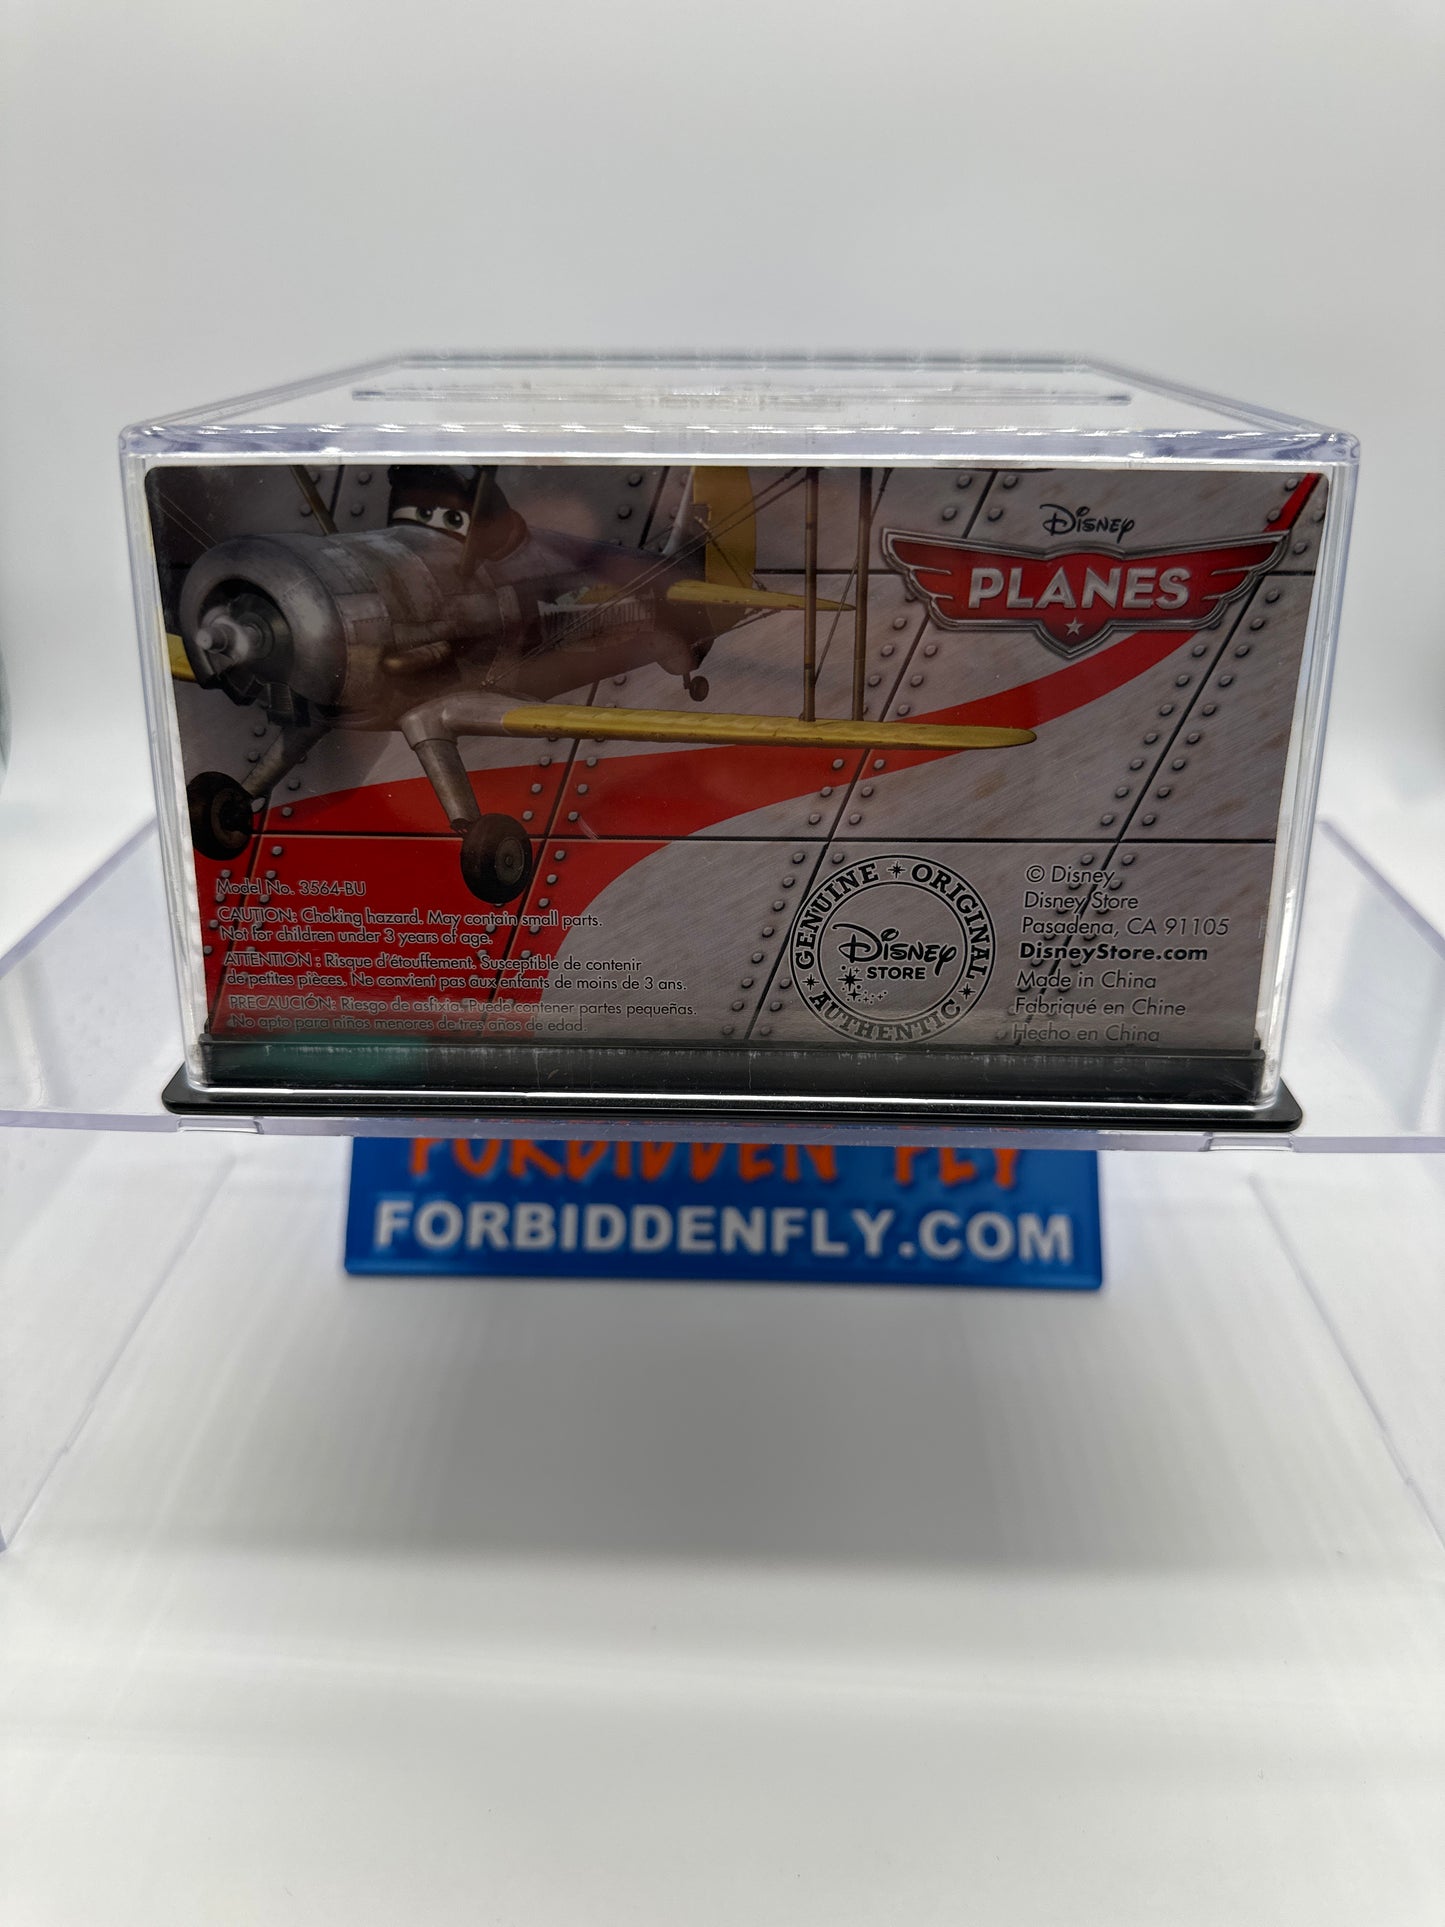 Disney
PLANES
Model No. 3564-BU
CAUTION: Choking hazard. May contain small parts.
Not for children under 3 years of age.
ATTENTION : Risque d'étouffement. Susceptible de contenir
de petites pièces. Ne convient pas aux enfants de moins de 3 ans.
PRECAUCIÓN: Riesgo de asfixia. Puede contener partes pequeñas.
No apto para niños menores de tres años de edad.
GENUINE ORIGINAL
Disney
STORE
AUTHENTIC
© Disney
Disney Store
Pasadena, CA 91105
DisneyStore.com
Made in China
Fabriqué en Chine
Hecho en China
FORBIDDEN FLY
FORBIDDENFLY.COM